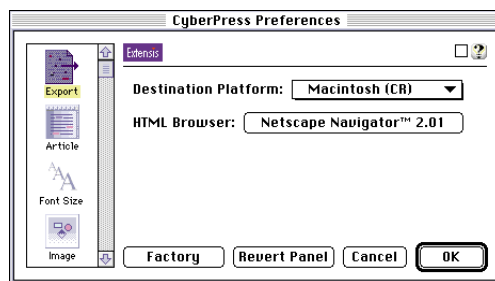 CyberPress Preferences
Extensis
?
Export
Article
AAA
Font Size
Image
Destination Platform: Macintosh (CR)
HTML Browser: Netscape Navigator™ 2.01
Factory Revert Panel Cancel OK